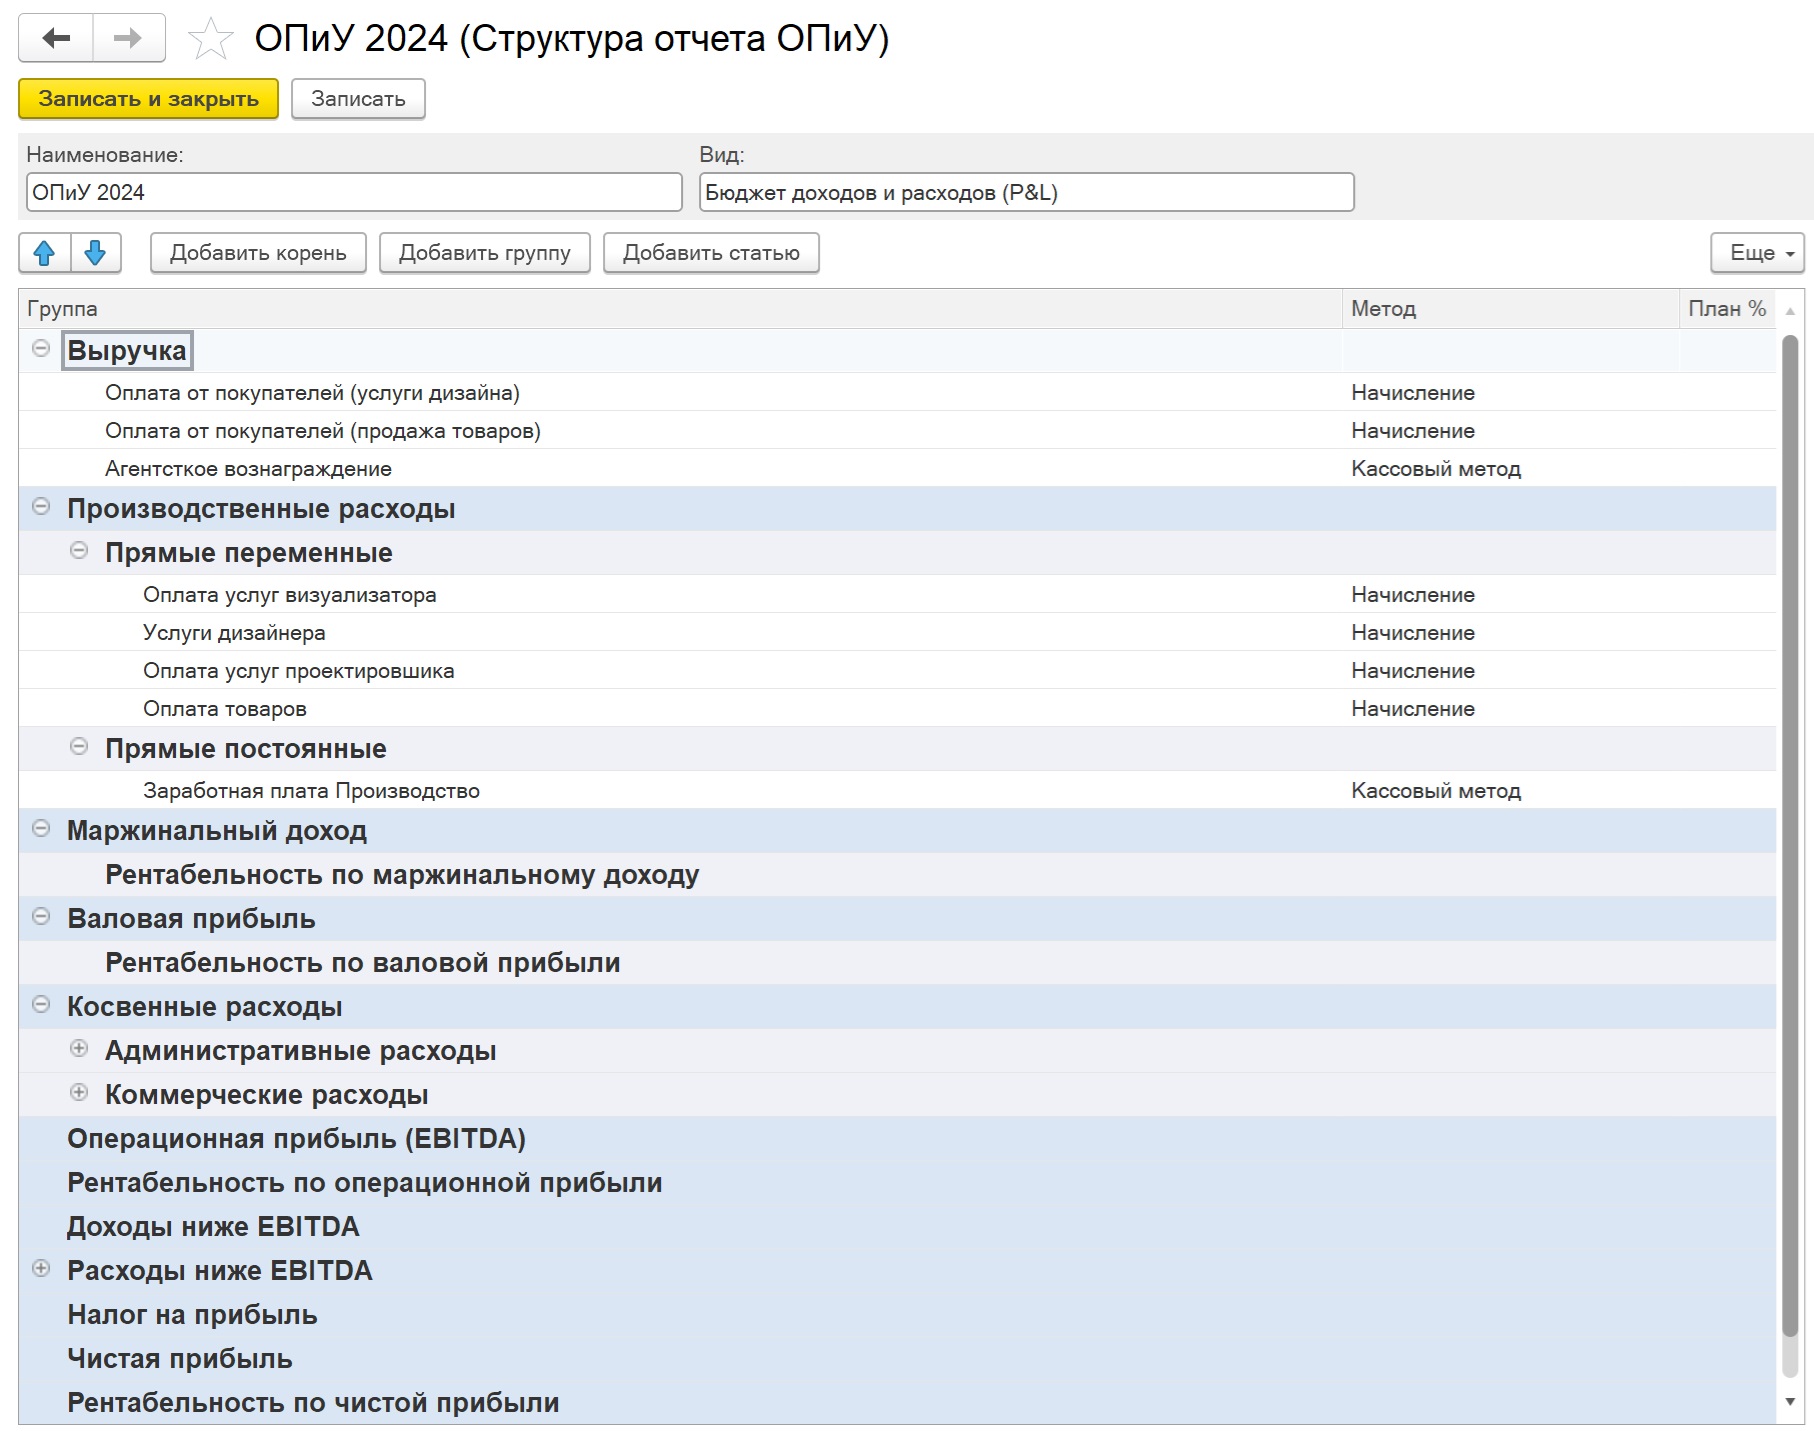 ОПиУ 2024 (Структура отчета ОПиУ)
Записать и закрыть Записать
Наименование: Вид:
ОПиУ 2024 Бюджет доходов и расходов (P&L)
Добавить корень Добавить группу Добавить статью Еще
Группа Метод План %
Выручка
Оплата от покупателей (услуги дизайна) Начисление
Оплата от покупателей (продажа товаров) Начисление
Агентсткое вознаграждение Кассовый метод
Производственные расходы
Прямые переменные
Оплата услуг визуализатора Начисление
Услуги дизайнера Начисление
Оплата услуг проектировшика Начисление
Оплата товаров Начисление
Прямые постоянные
Заработная плата Производство Кассовый метод
Маржинальный доход
Рентабельность по маржинальному доходу
Валовая прибыль
Рентабельность по валовой прибыли
Косвенные расходы
Административные расходы
Коммерческие расходы
Операционная прибыль (EBITDA)
Рентабельность по операционной прибыли
Доходы ниже EBITDA
Расходы ниже EBITDA
Налог на прибыль
Чистая прибыль
Рентабельность по чистой прибыли